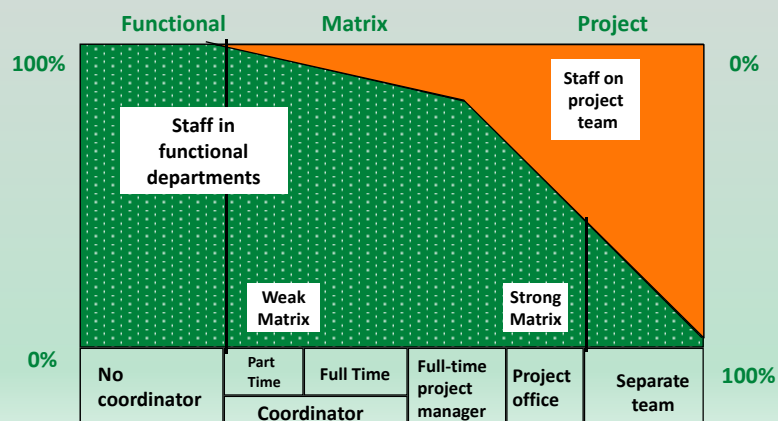 Functional
Matrix
Project
100%
0%
Staff on
project
team
Staff in
functional
departments
Weak
Matrix
Strong
Matrix
0%
100%
No
coordinator
Part
Time
Full Time
Coordinator
Full-time
project
manager
Project
office
Separate
team